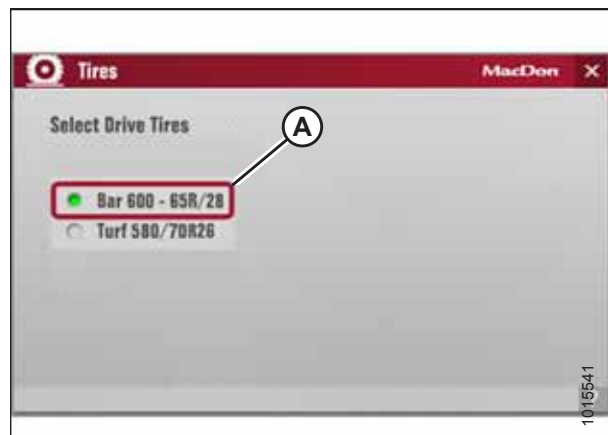 Tires MacDon X
Select Drive Tires
A
Bar 600 - 65R/28
Turf 580/70R26
1015541